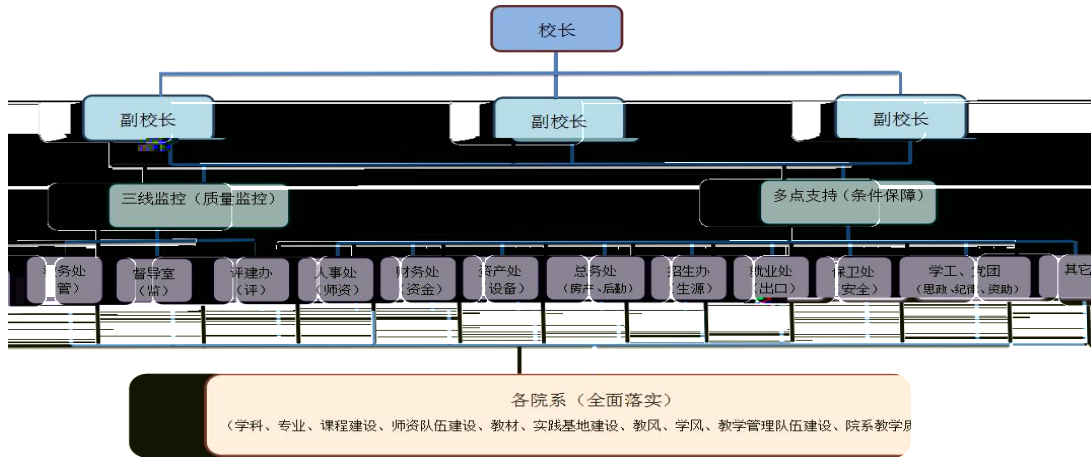 校长
副校长
副校长
副校长
三线监控（质量监控）
多点支持（条件保障）
务处
管）
督导室
（监）
评建办
（评）
人事处
（师资）
财务处
（资金）
资产处
设备）
总务处
（房产、后勤）
招生办
（生源
就业处
（出口）
保卫处
安全）
学工、党团
（思政、纪律、资助）
其它
各院系（全面落实）
（学科、专业、课程建设、师资队伍建设、教材、实践基地建设、教风、学风、教学管理队伍建设、院系教学质